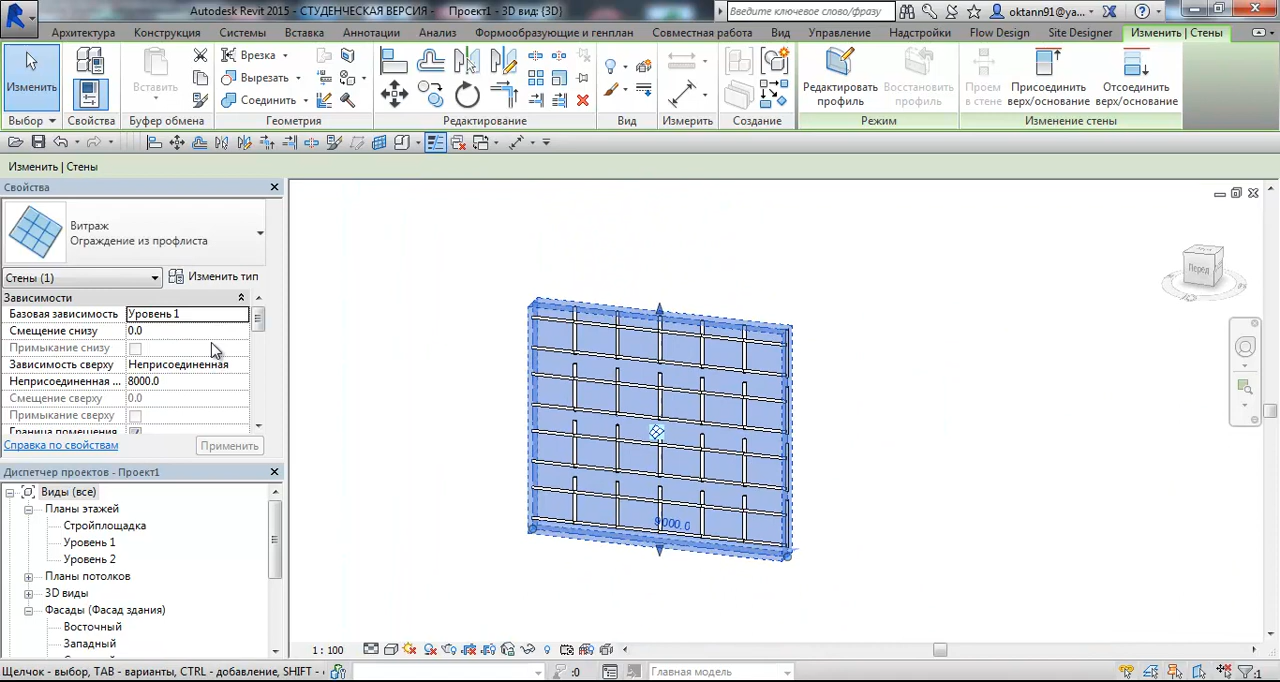 Autodesk Revit 2015 - СТУДЕНЧЕСКАЯ ВЕРСИЯ - Проект1 - 3D вид: {3D}
Введите ключевое слово/фразу
oktann91@ya...
Архитектура Конструкция Системы Вставка Аннотации Анализ Формообразующие и генплан Совместная работа Вид Управление Надстройки Flow Design Site Designer Изменить | Стены
Изменить Вставить Врезка Вырезать Соединить
Редактировать профиль
Восстановить профиль
Проем в стене
Присоединить верх/основание
Отсоединить верх/основание
Выбор Свойства Буфер обмена Геометрия Редактирование Вид Измерить Создание Режим Изменение стены
Изменить | Стены
Свойства
Витраж
Ограждение из профлиста
Стены (1) Изменить тип
Зависимости
Базовая зависимость Уровень 1
Смещение снизу 0.0
Примыкание снизу
Зависимость сверху Неприсоединенная
Неприсоединенная ... 8000.0
Смещение сверху 0.0
Примыкание сверху
Граница помещения
Справка по свойствам Применить
Диспетчер проектов - Проект1
Виды (все)
Планы этажей
Стройплощадка
Уровень 1
Уровень 2
Планы потолков
3D виды
Фасады (Фасад здания)
Восточный
Западный
9000.0
Перед
1 : 100
Щелчок - выбор, TAB - варианты, CTRL - добавление, SHIFT - 
:0
Главная модель
:1